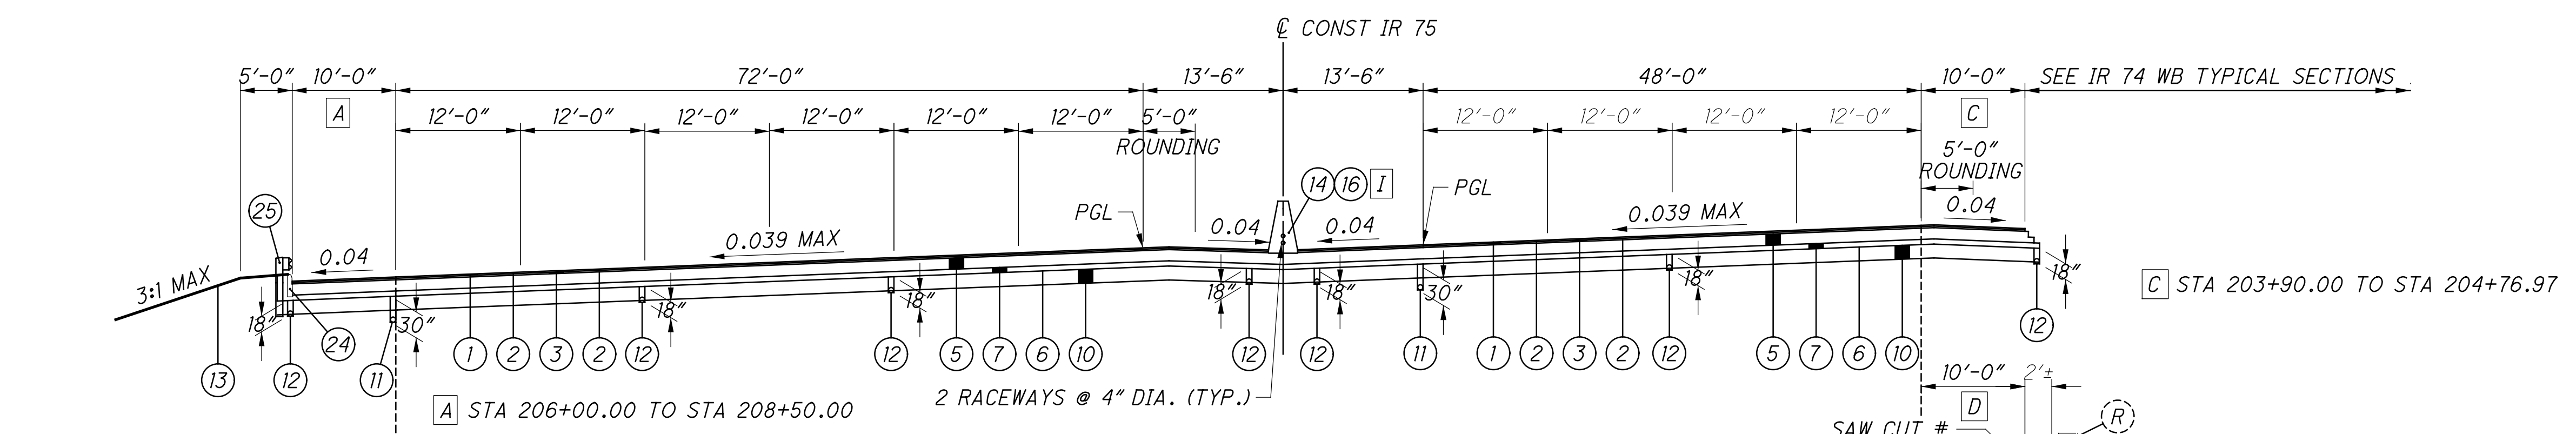 ℄ CONST IR 75
5'-0" 10'-0" 72'-0" 13'-6" 13'-6" 48'-0" 10'-0" SEE IR 74 WB TYPICAL SECTIONS
A 12'-0" 12'-0" 12'-0" 12'-0" 12'-0" 12'-0" 5'-0" 12'-0" 12'-0" 12'-0" 12'-0" C
ROUNDING
5'-0"
ROUNDING
14 16 I
PGL
PGL
25
0.04 0.039 MAX 0.04 0.04 0.039 MAX 0.04
3:1 MAX
18" 30" 18" 18" 18" 18" 30" 18" 18"
C STA 203+90.00 TO STA 204+76.97
24
12
1 2 3 2 12 12 5 7 6 10 12 12 11 1 2 3 2 12 5 7 6 10
13 12 11
10'-0" 2'±
2 RACEWAYS @ 4" DIA. (TYP.)
A STA 206+00.00 TO STA 208+50.00
D
R
SAW CUT #